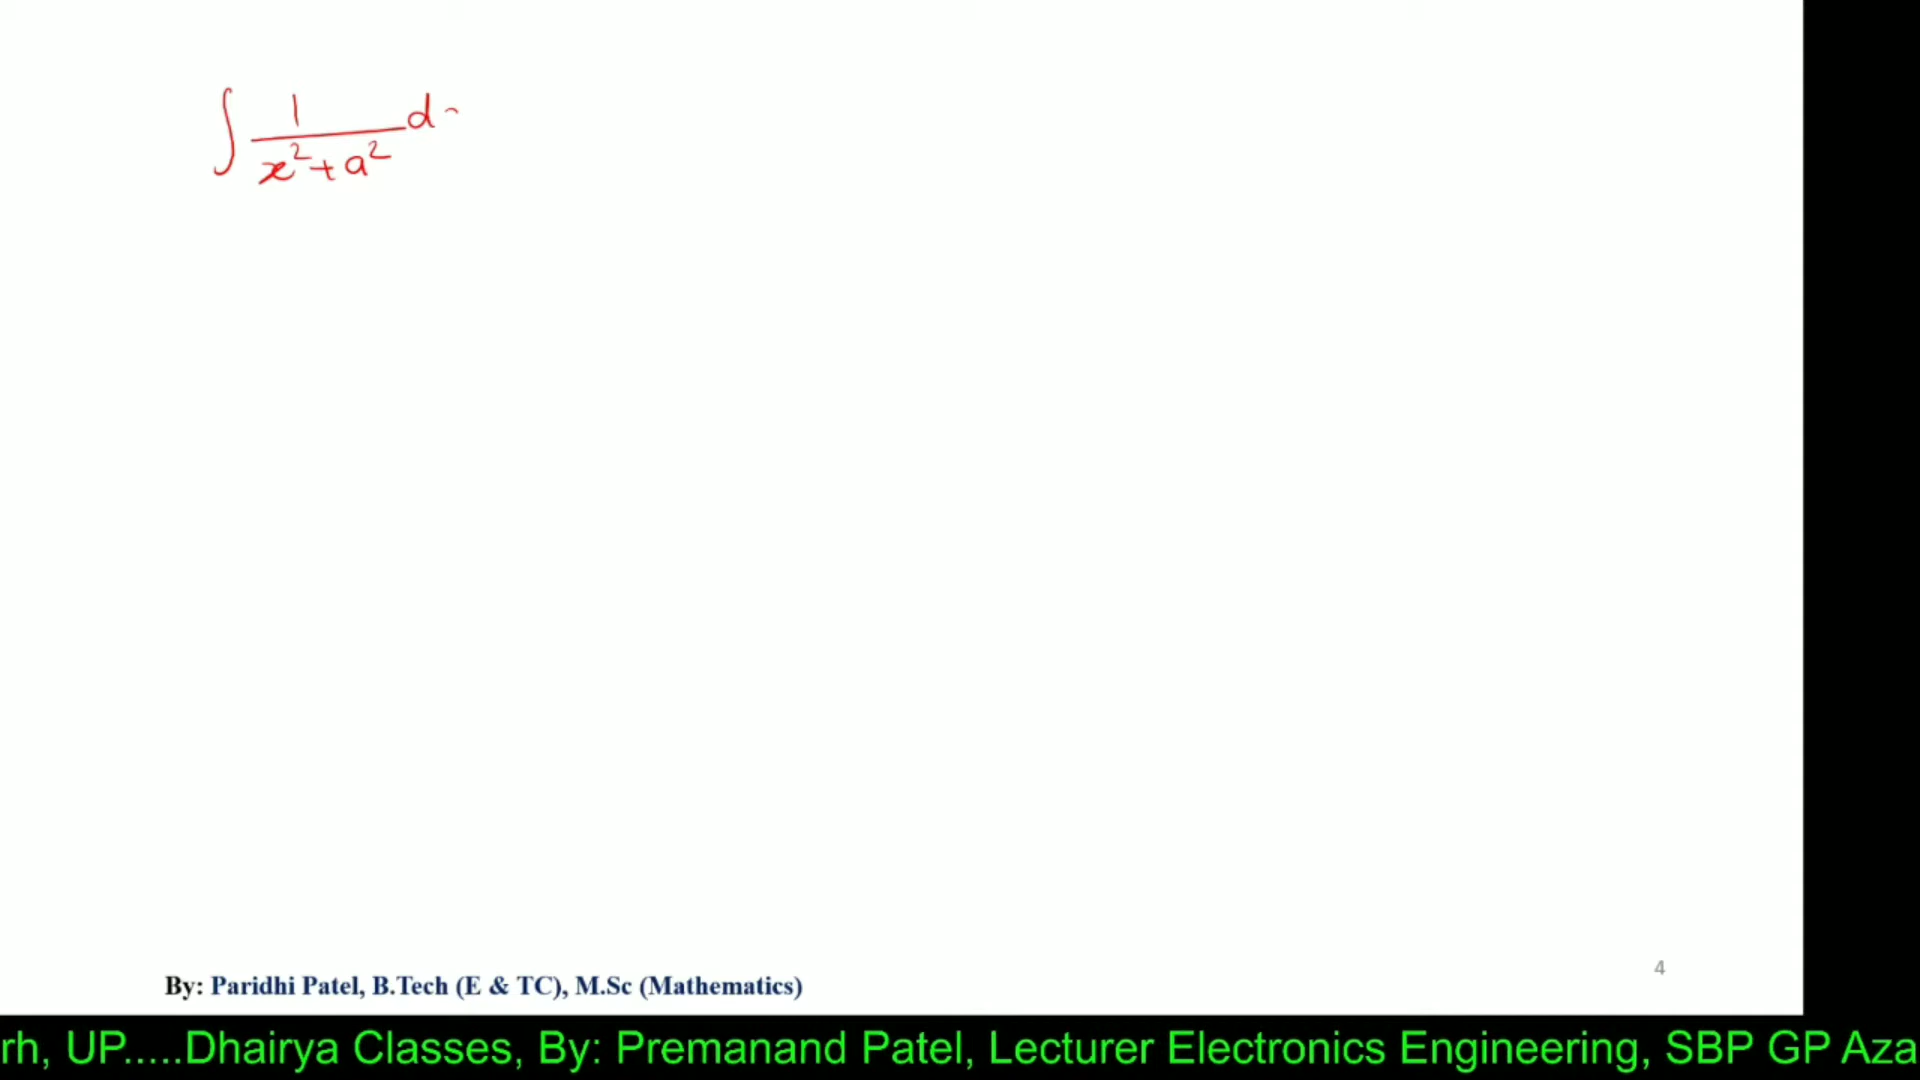 ∫ 1/(x²+a²) d
By: Paridhi Patel, B.Tech (E & TC), M.Sc (Mathematics)
4
rh, UP.....Dhairya Classes, By: Premanand Patel, Lecturer Electronics Engineering, SBP GP Aza